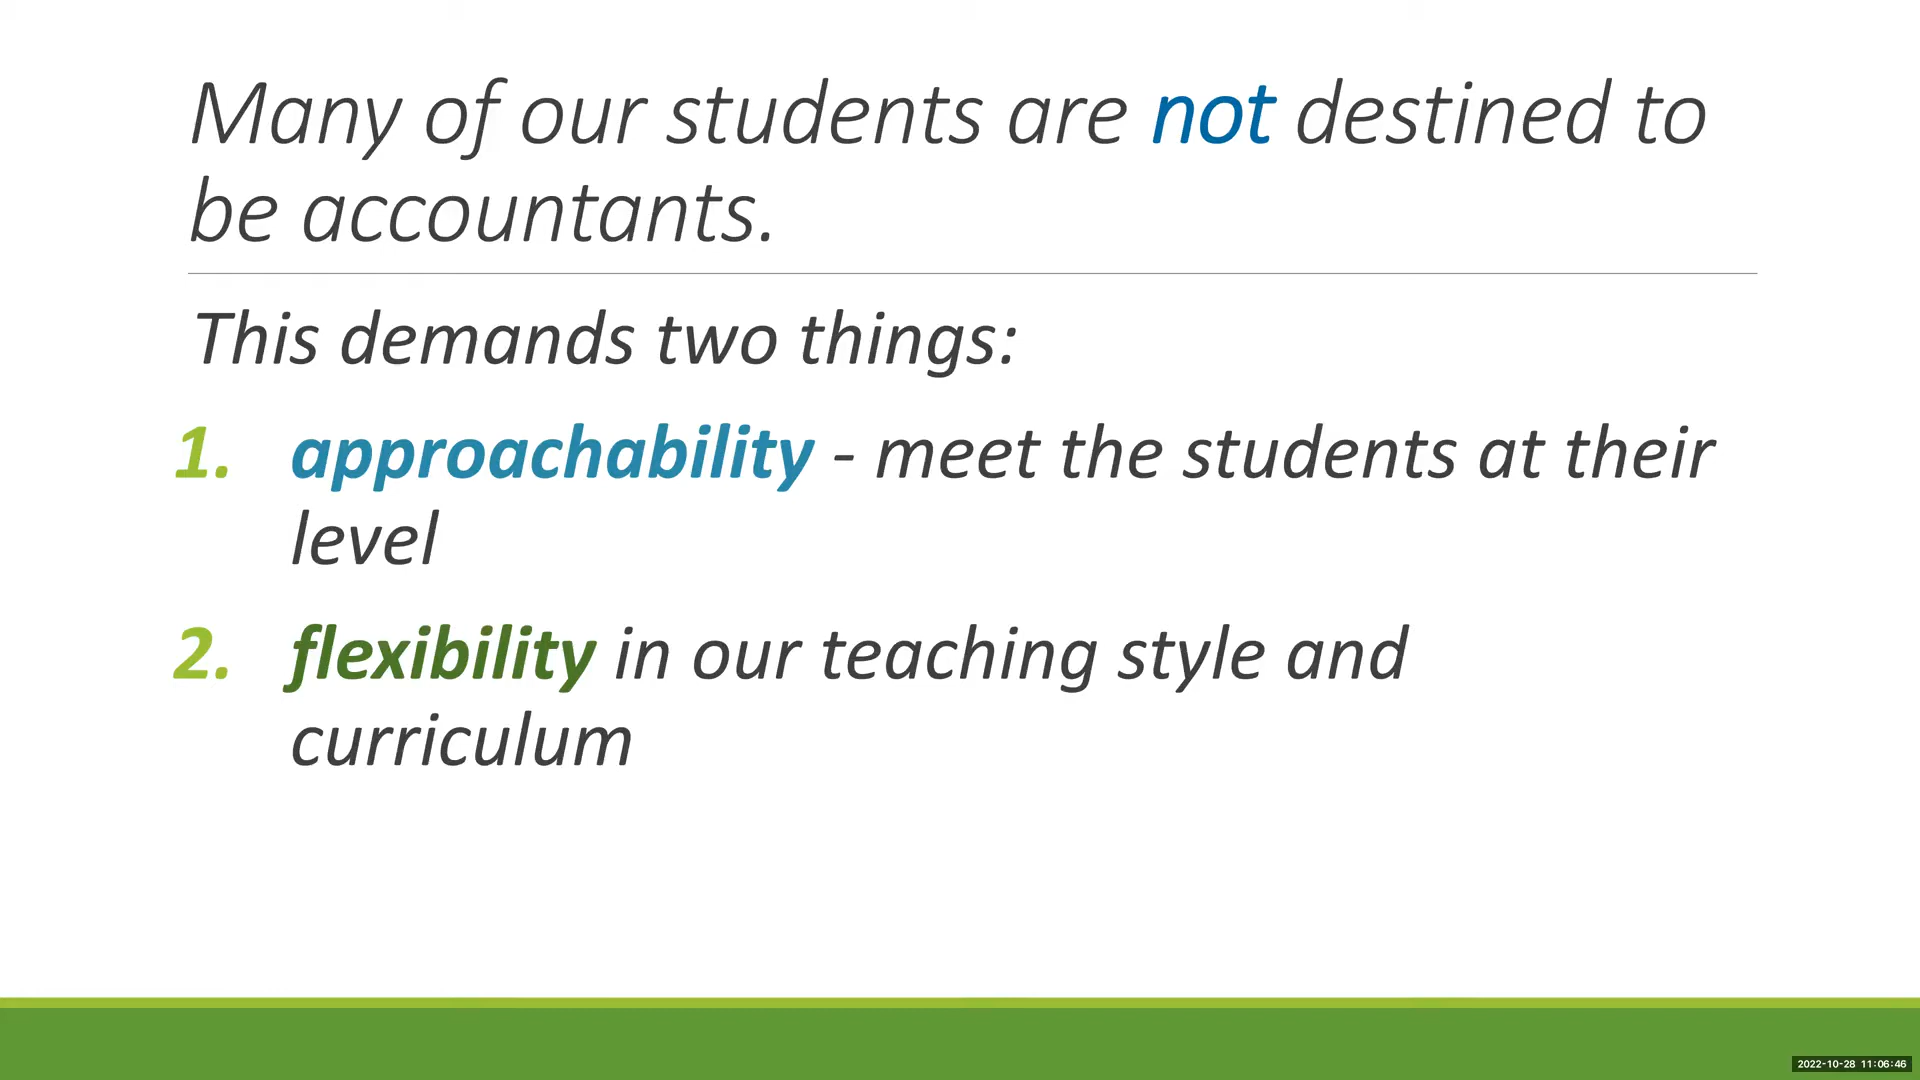 Many of our students are not destined to
be accountants.
This demands two things:
1. approachability - meet the students at their
level
2. flexibility in our teaching style and
curriculum
2022-10-28 11:06:46